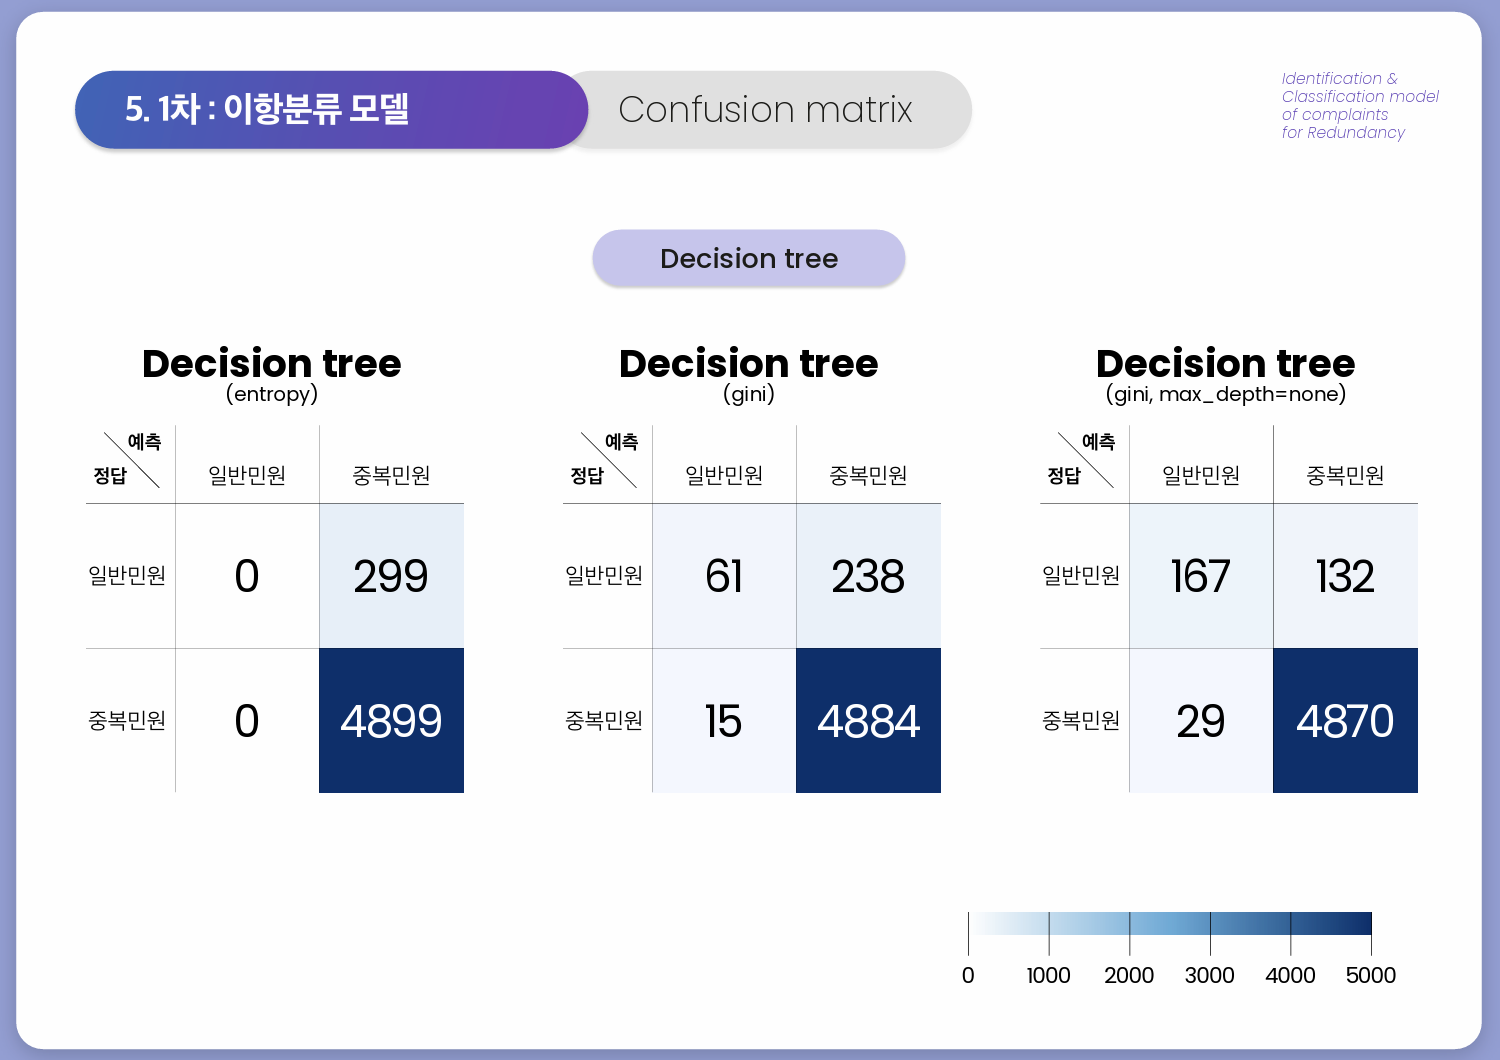 5. 1차 : 이항분류 모델
Confusion matrix
Identification &
Classification model
of complaints
for Redundancy
Decision tree
Decision tree
(entropy)
예측
정답
일반민원
중복민원
일반민원
0
299
중복민원
0
4899
Decision tree
(gini)
예측
정답
일반민원
중복민원
일반민원
61
238
중복민원
15
4884
Decision tree
(gini, max_depth=none)
예측
정답
일반민원
중복민원
일반민원
167
132
중복민원
29
4870
0
1000
2000
3000
4000
5000